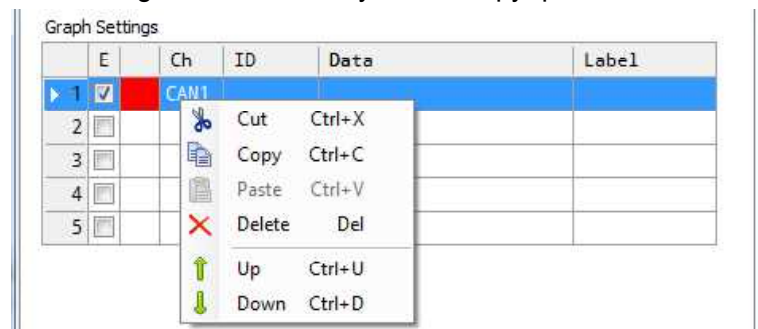 Graph Settings
E Ch ID Data Label
1 CAN1
2
3
4
5
Cut Ctrl+X
Copy Ctrl+C
Paste Ctrl+V
Delete Del
Up Ctrl+U
Down Ctrl+D